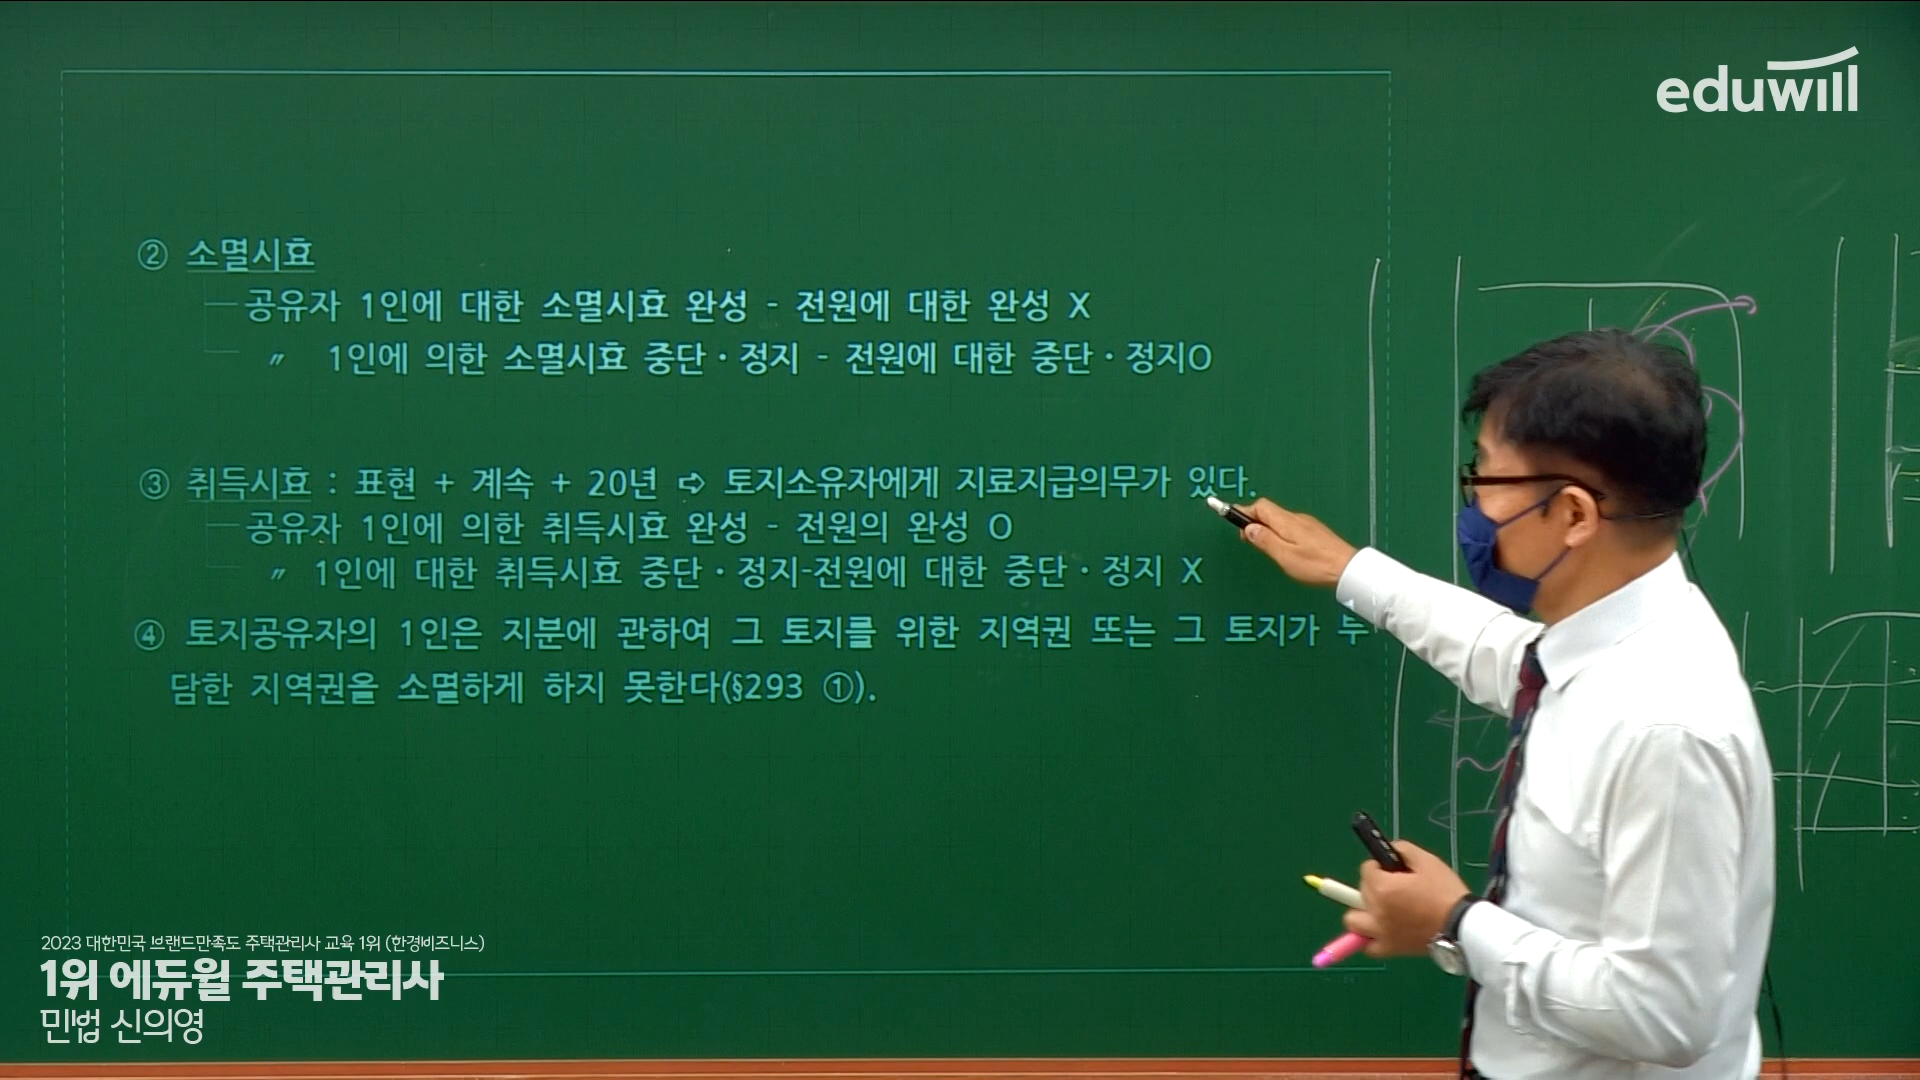 eduwill
② 소멸시효
공유자 1인에 대한 소멸시효 완성 - 전원에 대한 완성 X
〃 1인에 의한 소멸시효 중단·정지 - 전원에 대한 중단·정지O
③ 취득시효 : 표현 + 계속 + 20년 ⇨ 토지소유자에게 지료지급의무가 있다.
공유자 1인에 의한 취득시효 완성 - 전원의 완성 O
〃 1인에 대한 취득시효 중단·정지-전원에 대한 중단·정지 X
④ 토지공유자의 1인은 지분에 관하여 그 토지를 위한 지역권 또는 그 토지가 부
담한 지역권을 소멸하게 하지 못한다(§293 ①).
2023 대한민국 브랜드만족도 주택관리사 교육 1위 (한경비즈니스)
1위 에듀윌 주택관리사
민법 신의영